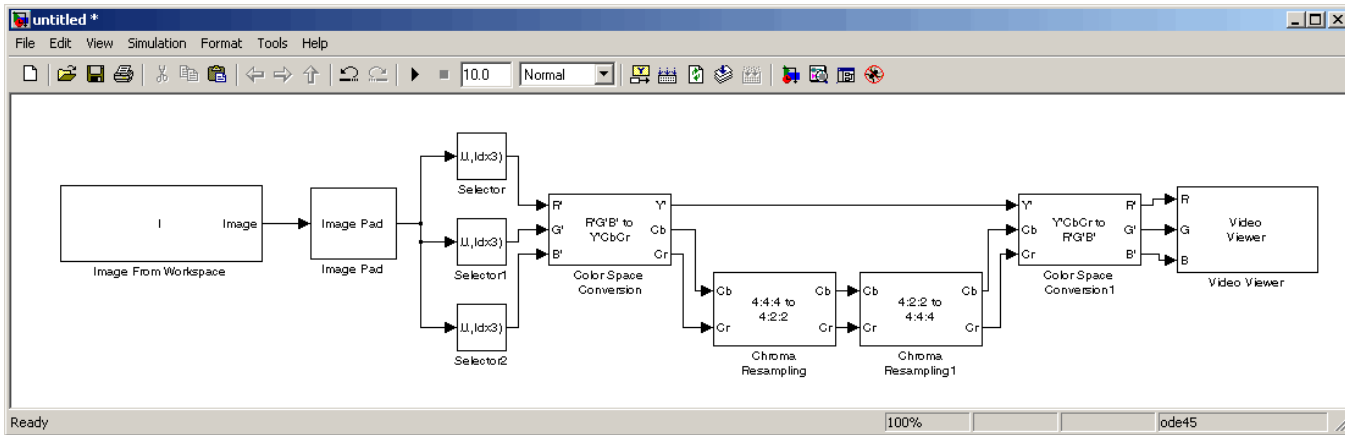 untitled *
File Edit View Simulation Format Tools Help
10.0 Normal
U,Idx3)
Selector
I Image
Image From Workspace
Image Pad
Image Pad
U,Idx3)
Selector1
U,Idx3)
Selector2
R' Y'
G' R'G'B' to Y'CbCr Cb
B' Cr
Color Space
Conversion
Cb 4:4:4 to Cb
4:2:2
Cr Cr
Chroma
Resampling
Cb 4:2:2 to Cb
4:4:4
Cr Cr
Chroma
Resampling1
Y' R'
Cb Y'CbCr to R'G'B' G'
Cr B'
Color Space
Conversion1
R
G Video Viewer
B
Video Viewer
Ready 100% ode45